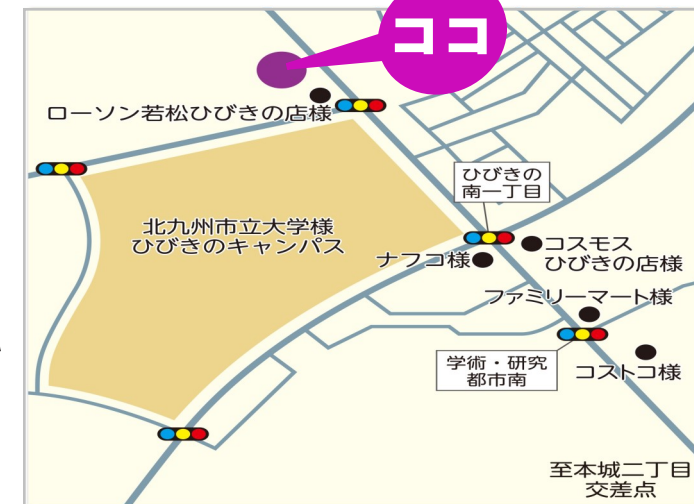 ココ
ローソン若松ひびきの店様
ひびきの
南一丁目
北九州市立大学様
ひびきのキャンパス
ナフコ様
コスモス
ひびきの店様
ファミリーマート様
学術・研究
都市南
コストコ様
至本城二丁目
交差点